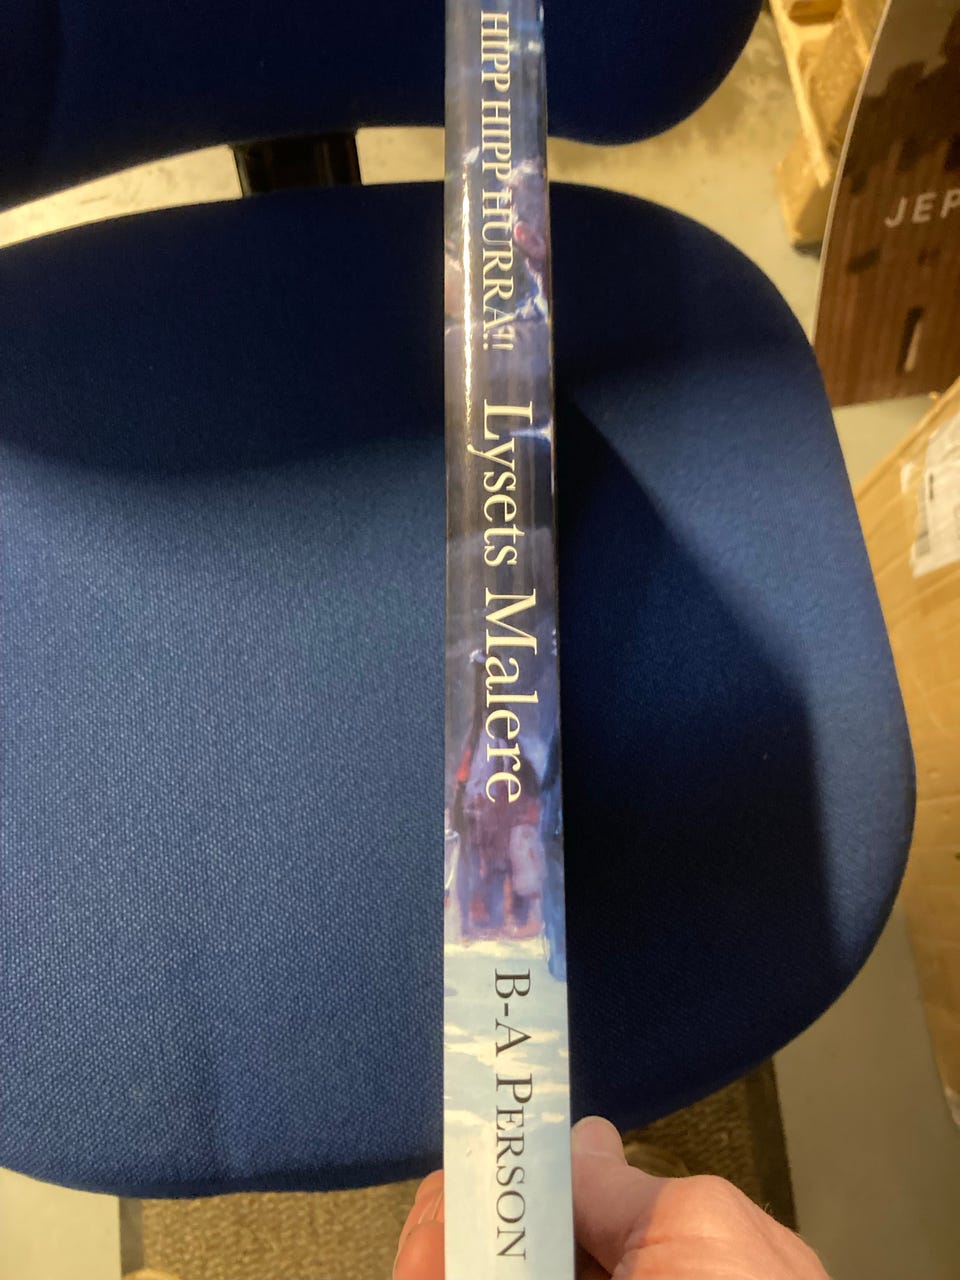 HIPP HIPP HURRA!! Lysets Malere B-A PERSON
JEP